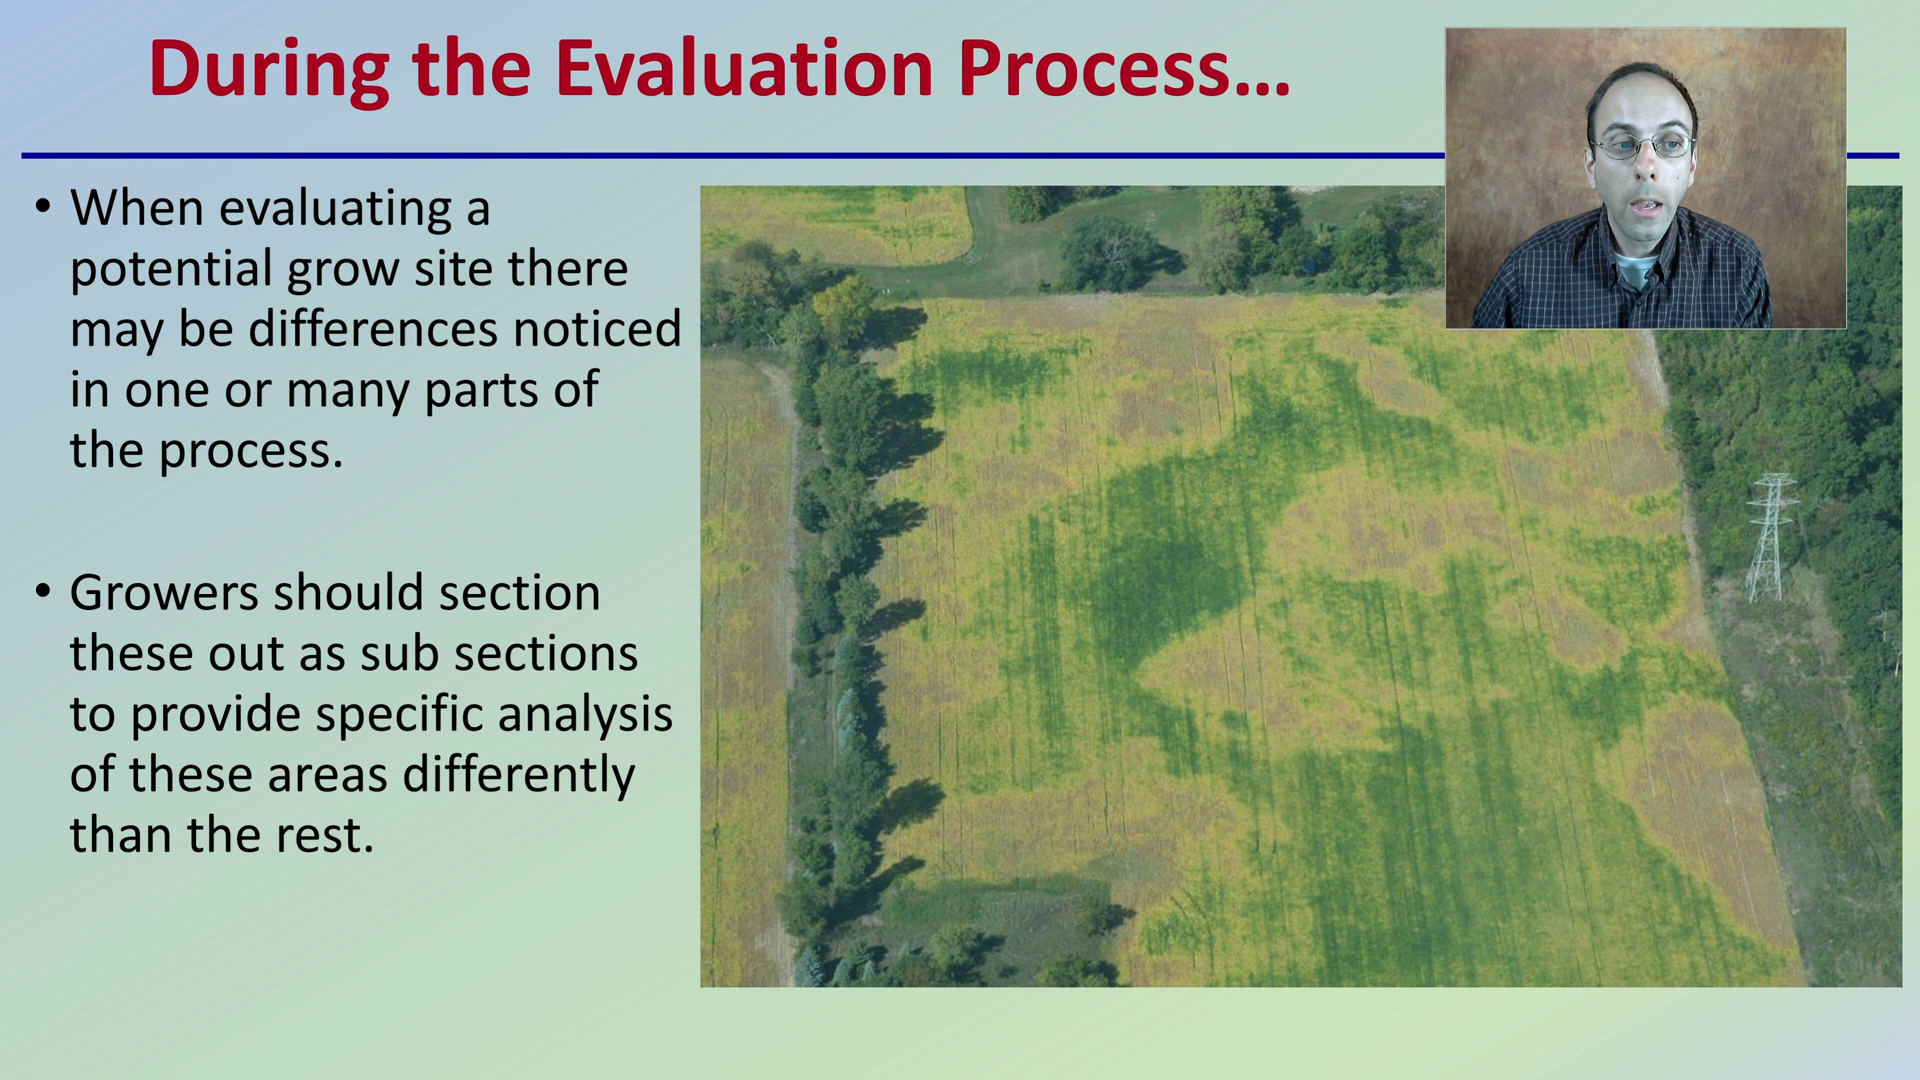 During the Evaluation Process...
• When evaluating a
potential grow site there
may be differences noticed
in one or many parts of
the process.
• Growers should section
these out as sub sections
to provide specific analysis
of these areas differently
than the rest.